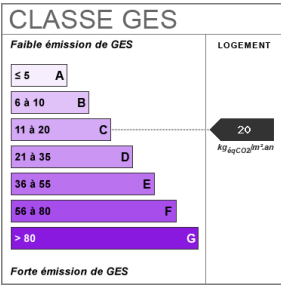 CLASSE GES
Faible émission de GES
LOGEMENT
≤ 5 A
6 à 10 B
11 à 20 C
20
kgéqCO2/m².an
21 à 35 D
36 à 55 E
56 à 80 F
> 80 G
Forte émission de GES